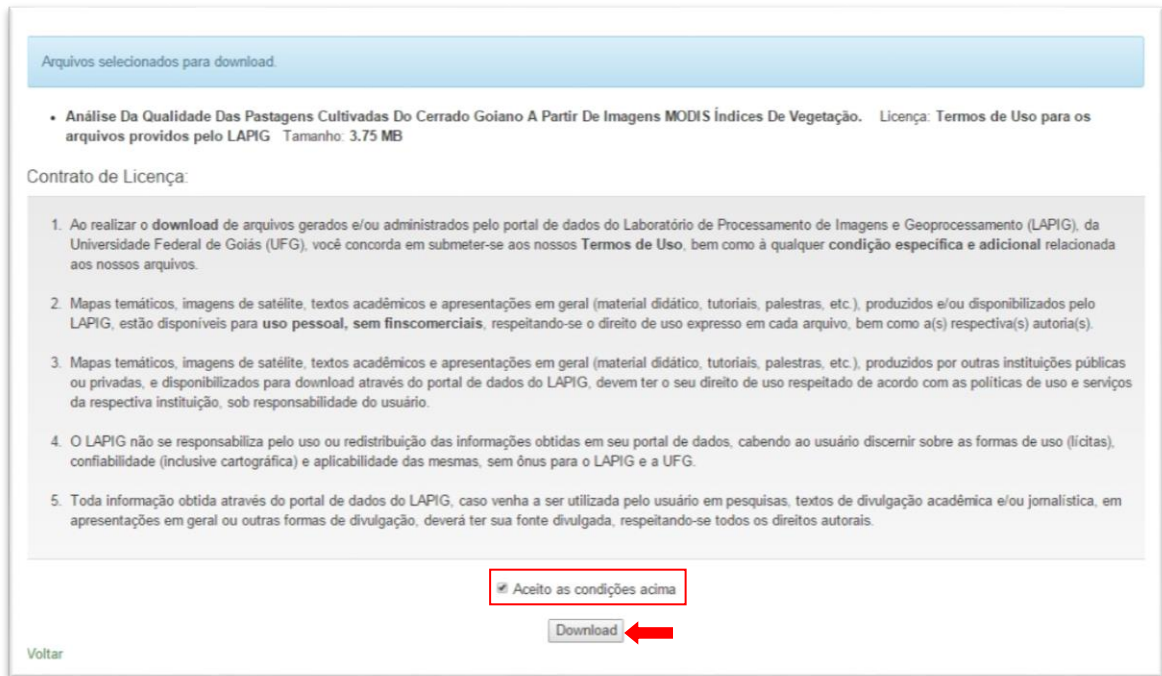 Arquivos selecionados para download.
• Análise Da Qualidade Das Pastagens Cultivadas Do Cerrado Goiano A Partir De Imagens MODIS Índices De Vegetação. Licença: Termos de Uso para os
arquivos providos pelo LAPIG Tamanho: 3.75 MB
Contrato de Licença:
1. Ao realizar o download de arquivos gerados e/ou administrados pelo portal de dados do Laboratório de Processamento de Imagens e Geoprocessamento (LAPIG), da
Universidade Federal de Goiás (UFG), você concorda em submeter-se aos nossos Termos de Uso, bem como à qualquer condição específica e adicional relacionada
aos nossos arquivos.
2. Mapas temáticos, imagens de satélite, textos acadêmicos e apresentações em geral (material didático, tutoriais, palestras, etc.), produzidos e/ou disponibilizados pelo
LAPIG, estão disponíveis para uso pessoal, sem finscomerciais, respeitando-se o direito de uso expresso em cada arquivo, bem como a(s) respectiva(s) autoria(s).
3. Mapas temáticos, imagens de satélite, textos acadêmicos e apresentações em geral (material didático, tutoriais, palestras, etc.), produzidos por outras instituições públicas
ou privadas, e disponibilizados para download através do portal de dados do LAPIG, devem ter o seu direito de uso respeitado de acordo com as políticas de uso e serviços
da respectiva instituição, sob responsabilidade do usuário.
4. O LAPIG não se responsabiliza pelo uso ou redistribuição das informações obtidas em seu portal de dados, cabendo ao usuário discernir sobre as formas de uso (lícitas),
confiabilidade (inclusive cartográfica) e aplicabilidade das mesmas, sem ônus para o LAPIG e a UFG.
5. Toda informação obtida através do portal de dados do LAPIG, caso venha a ser utilizada pelo usuário em pesquisas, textos de divulgação acadêmica e/ou jornalística, em
apresentações em geral ou outras formas de divulgação, deverá ter sua fonte divulgada, respeitando-se todos os direitos autorais.
Aceito as condições acima
Download
Voltar